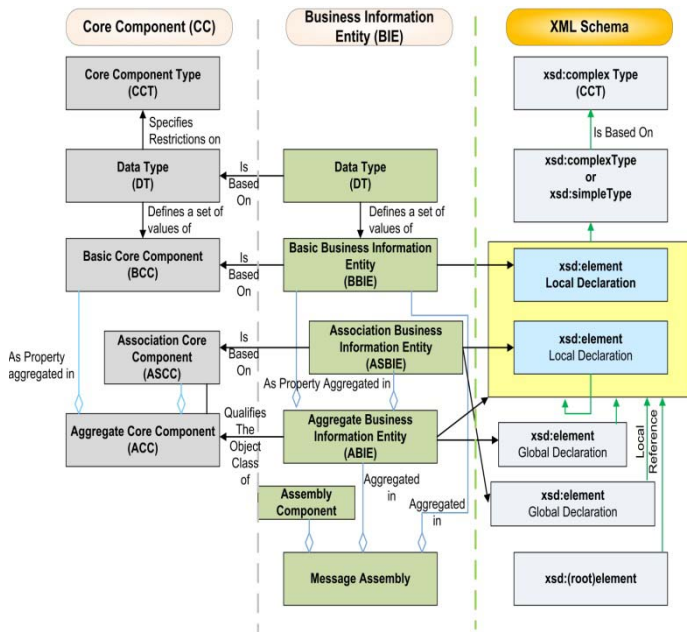 Core Component (CC)
Business Information
Entity (BIE)
XML Schema
Core Component Type
(CCT)
xsd:complex Type
(CCT)
Specifies
Restrictions on
Is Based On
Data Type
(DT)
Is
Based
On
Data Type
(DT)
xsd:complexType
or
xsd:simpleType
Defines a set of
values of
Defines a set of
values of
Basic Core Component
(BCC)
Is
Based
On
Basic Business Information
Entity
(BBIE)
xsd:element
Local Declaration
As Property
aggregated in
Association Core
Component
(ASCC)
Is
Based
On
Association Business
Information Entity
(ASBIE)
xsd:element
Local Declaration
As Property Aggregated in
Aggregate Core Component
(ACC)
Qualifies
The
Object
Class
of
Aggregate Business
Information Entity
(ABIE)
xsd:element
Global Declaration
Local
Reference
Aggregated
in
Assembly
Component
Aggregated
in
xsd:element
Global Declaration
Message Assembly
xsd:(root)element